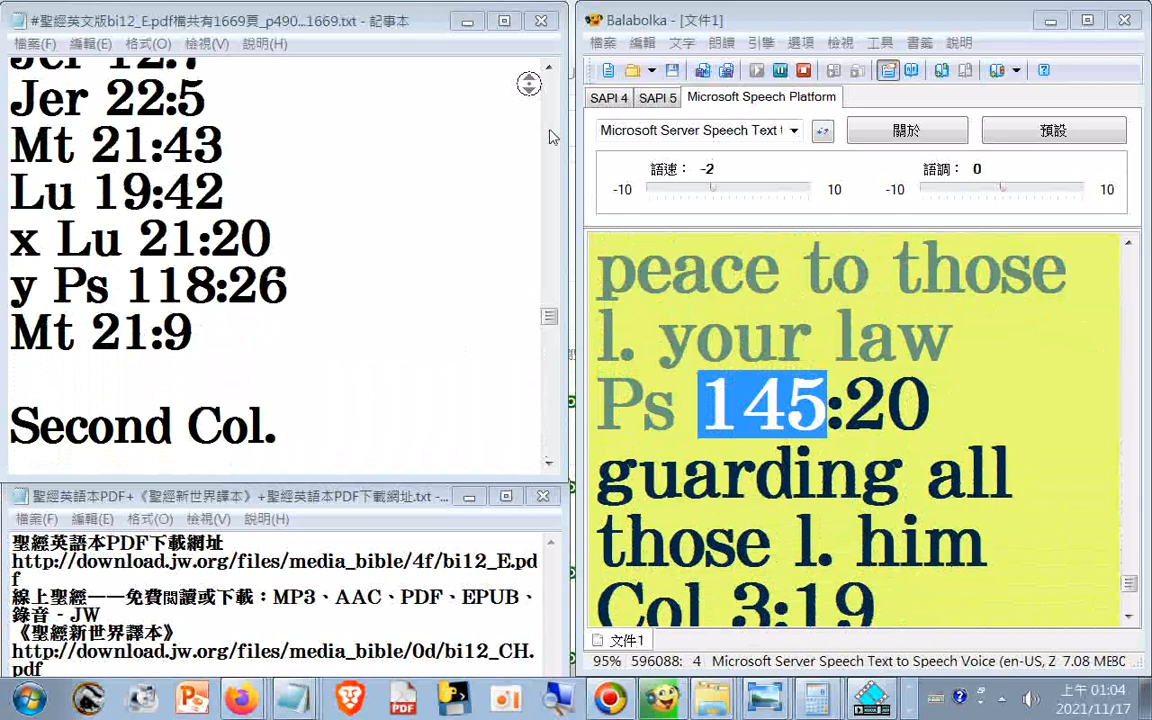 #聖經英文版bi12_E.pdf檔共有1669頁_p490...1669.txt - 記事本
檔案(F) 編輯(E) 格式(O) 檢視(V) 說明(H)
Jer 12:7
Jer 22:5
Mt 21:43
Lu 19:42
x Lu 21:20
y Ps 118:26
Mt 21:9
Second Col.
聖經英語本PDF+《聖經新世界譯本》+聖經英語本PDF下載網址.txt -...
檔案(F) 編輯(E) 格式(O) 檢視(V) 說明(H)
聖經英語本PDF下載網址
http://download.jw.org/files/media_bible/4f/bi12_E.pd
f
線上聖經——免費閱讀或下載：MP3、AAC、PDF、EPUB、
錄音 - JW
《聖經新世界譯本》
http://download.jw.org/files/media_bible/0d/bi12_CH.
pdf
Balabolka - [文件1]
檔案 編輯 文字 朗讀 引擎 選項 檢視 工具 書籤 說明
SAPI 4 SAPI 5 Microsoft Speech Platform
Microsoft Server Speech Text t 關於 預設
語速： -2 語調： 0
-10 10 -10 10
peace to those
l. your law
Ps 145:20
guarding all
those l. him
Col 3:19
文件1
95% 596088: 4 Microsoft Server Speech Text to Speech Voice (en-US, Z 7.08 МЕВС
PDF
上午 01:04
2021/11/17